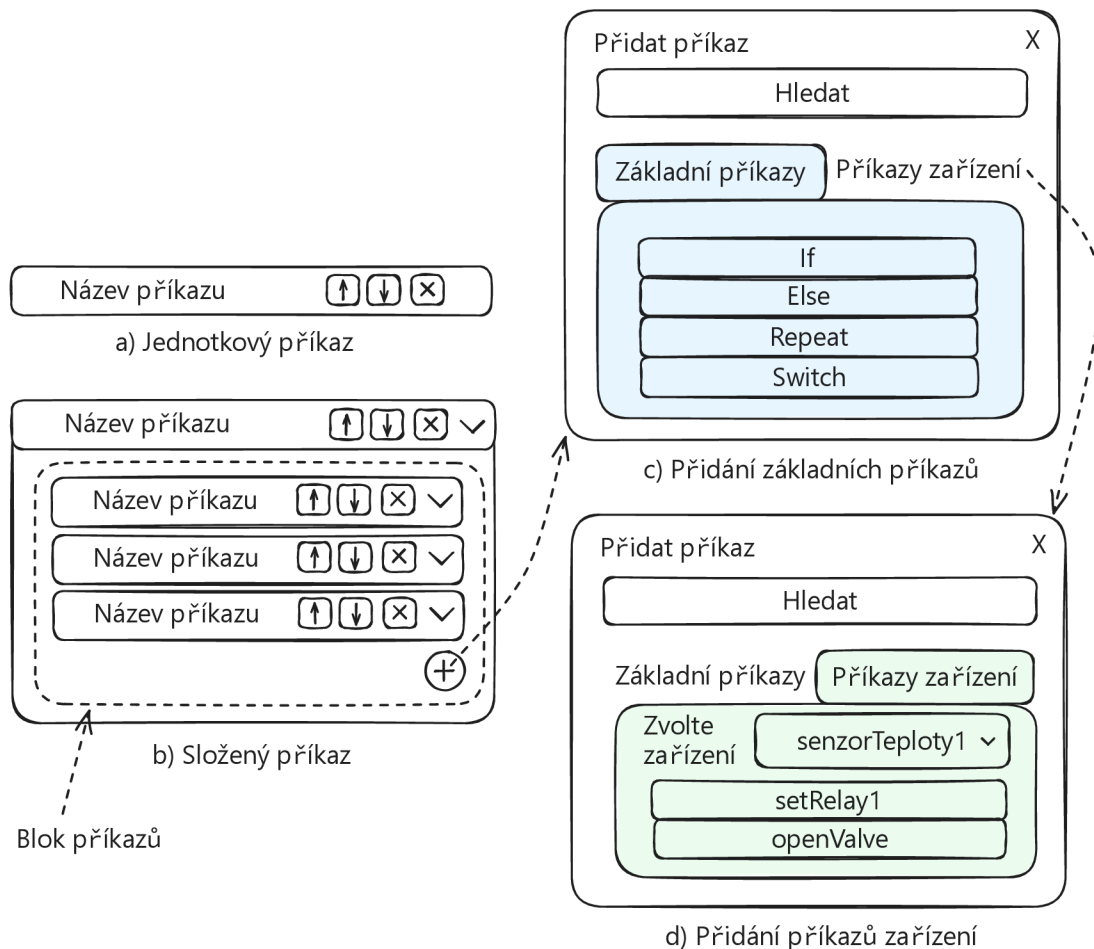 Název příkazu
a) Jednotkový příkaz
Název příkazu
Název příkazu
Název příkazu
Název příkazu
b) Složený příkaz
Blok příkazů
Přidat příkaz X
Hledat
Základní příkazy Příkazy zařízení
If
Else
Repeat
Switch
c) Přidání základních příkazů
Přidat příkaz X
Hledat
Základní příkazy Příkazy zařízení
Zvolte
zařízení
senzorTeploty1
setRelay1
openValve
d) Přidání příkazů zařízení